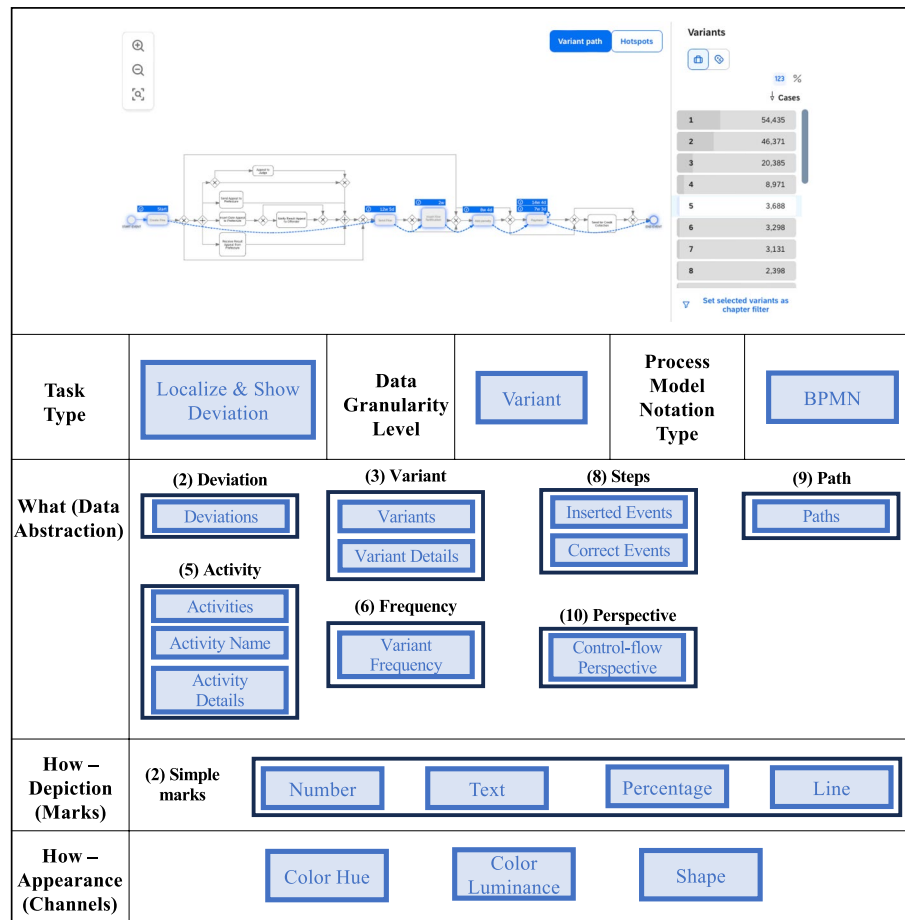 Variant path
Hotspots
Variants
123 %
Cases
1 54,435
2 46,371
3 20,385
4 8,971
5 3,688
6 3,298
7 3,131
8 2,398
Set selected variants as
chapter filter
Start
Task
Type
Localize & Show
Deviation
Data
Granularity
Level
Variant
Process
Model
Notation
Type
BPMN
What (Data
Abstraction)
(2) Deviation
Deviations
(3) Variant
Variants
Variant Details
(8) Steps
Inserted Events
Correct Events
(9) Path
Paths
(5) Activity
Activities
Activity Name
Activity
Details
(6) Frequency
Variant
Frequency
(10) Perspective
Control-flow
Perspective
How –
Depiction
(Marks)
(2) Simple
marks
Number
Text
Percentage
Line
How –
Appearance
(Channels)
Color Hue
Color
Luminance
Shape